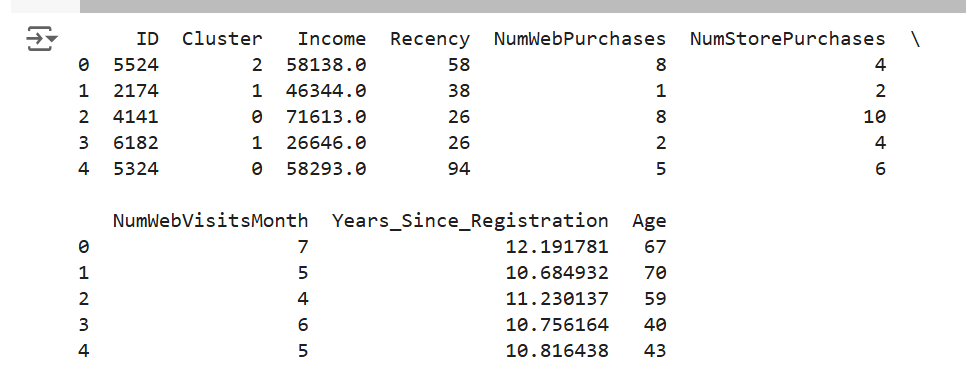 ID Cluster Income Recency NumWebPurchases NumStorePurchases \
0 5524 2 58138.0 58 8 4
1 2174 1 46344.0 38 1 2
2 4141 0 71613.0 26 8 10
3 6182 1 26646.0 26 2 4
4 5324 0 58293.0 94 5 6
NumWebVisitsMonth Years_Since_Registration Age
0 7 12.191781 67
1 5 10.684932 70
2 4 11.230137 59
3 6 10.756164 40
4 5 10.816438 43